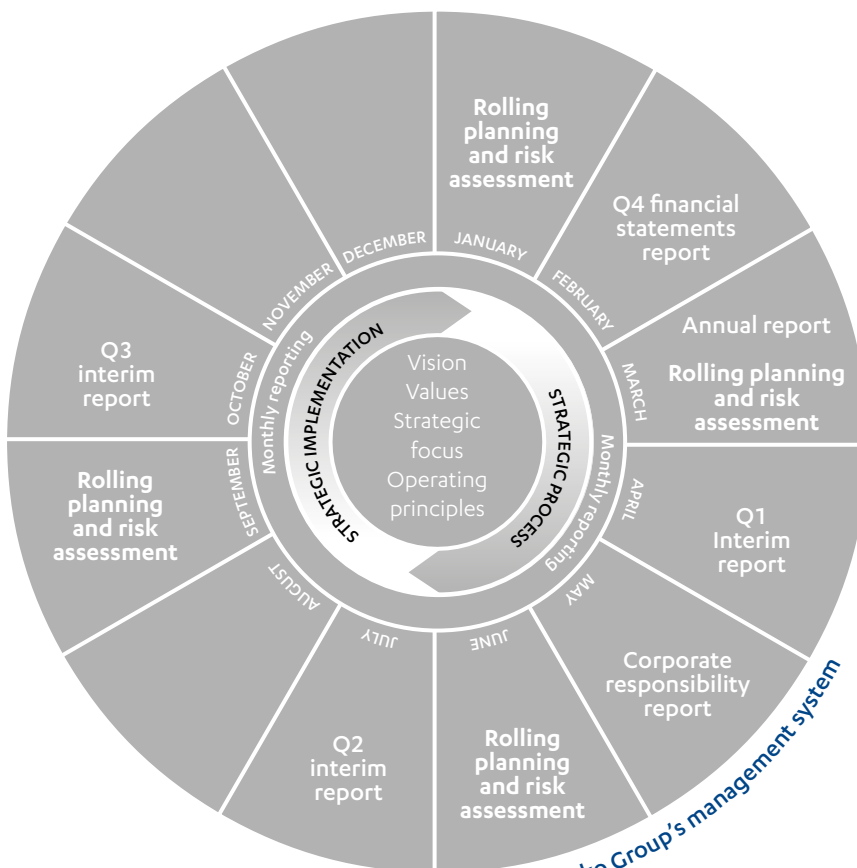 Rolling
planning
and risk
assessment
JANUARY
Q4 financial
statements
report
FEBRUARY
Annual report
Rolling planning
and risk
assessment
MARCH
Q1
Interim
report
APRIL
Corporate
responsibility
report
MAY
Rolling
planning
and risk
assessment
JUNE
Q2
interim
report
JULY
AUGUST
Rolling
planning
and risk
assessment
SEPTEMBER
Q3
interim
report
OCTOBER
NOVEMBER
DECEMBER
Monthly reporting
Monthly reporting
STRATEGIC IMPLEMENTATION
STRATEGIC PROCESS
Vision
Values
Strategic
focus
Operating
principles
Group's management system